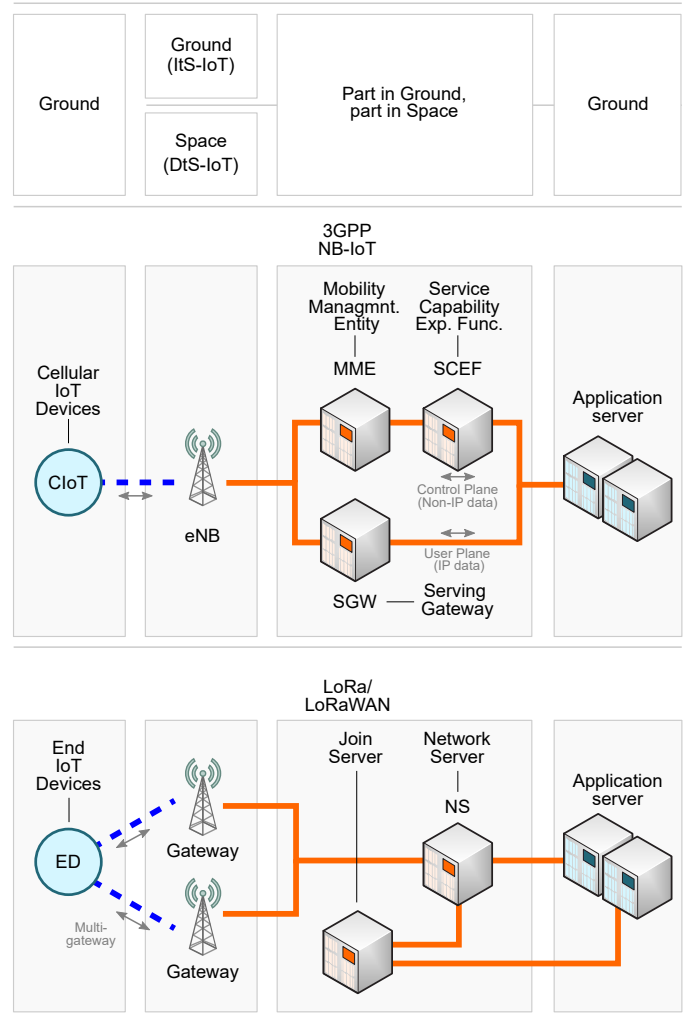 Ground
Ground
(ItS-IoT)
Space
(DtS-IoT)
Part in Ground,
part in Space
Ground
3GPP
NB-IoT
Cellular
IoT
Devices
CIoT
eNB
Mobility
Managmnt.
Entity
MME
Service
Capability
Exp. Func.
SCEF
Control Plane
(Non-IP data)
User Plane
(IP data)
SGW
Serving
Gateway
Application
server
LoRa/
LoRaWAN
End
IoT
Devices
ED
Multi-
gateway
Gateway
Gateway
Join
Server
Network
Server
NS
Application
server